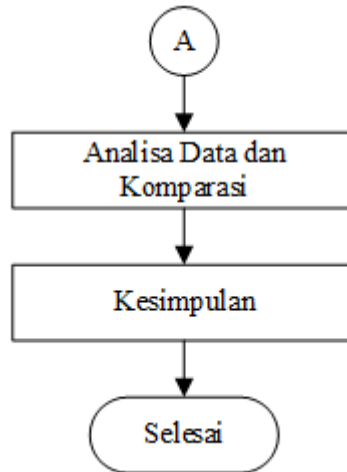 A
Analisa Data dan
Komparasi
Kesimpulan
Selesai